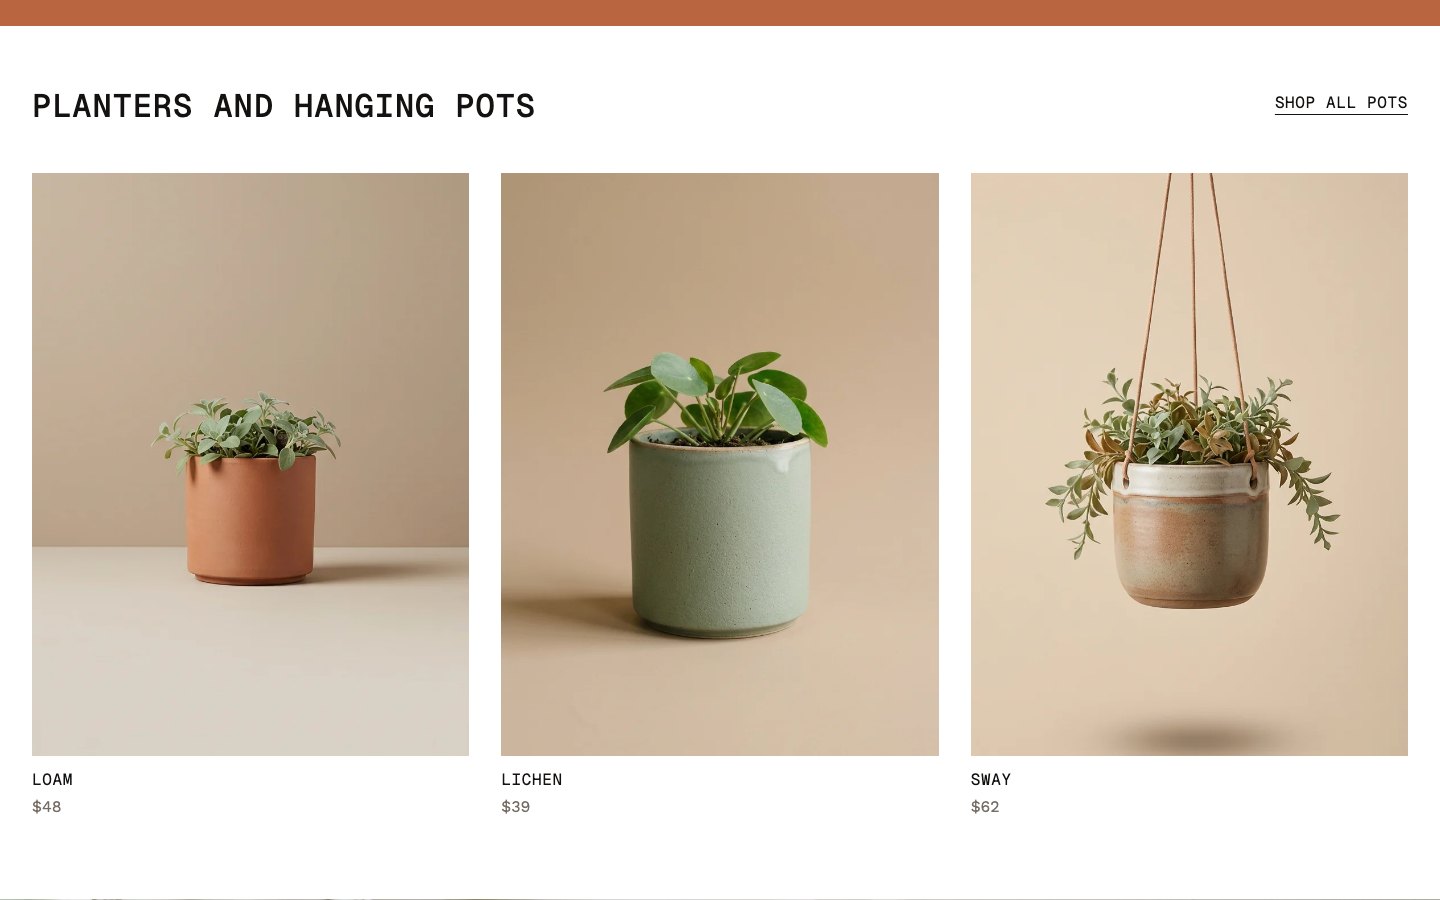 PLANTERS AND HANGING POTS
SHOP ALL POTS
LOAM
$48
LICHEN
$39
SWAY
$62